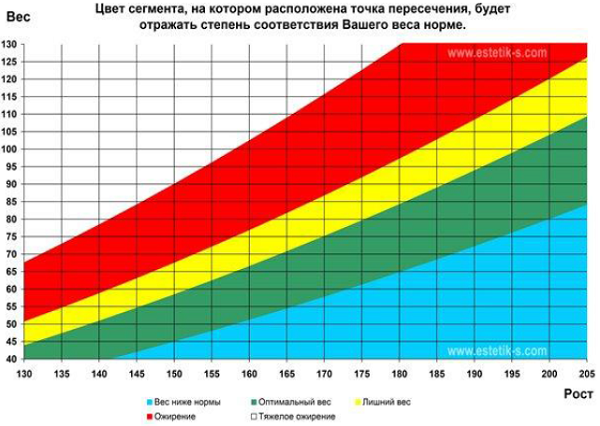 Цвет сегмента, на котором расположена точка пересечения, будет
отражать степень соответствия Вашего веса норме.
Вес
www.estetik-s.com
130
125
120
115
110
105
100
95
90
85
80
75
70
65
60
55
50
45
40
www.estetik-s.com
130 135 140 145 150 155 160 165 170 175 180 185 190 195 200 205
Рост
Вес ниже нормы Оптимальный вес Лишний вес
Ожирение Тяжелое ожирение